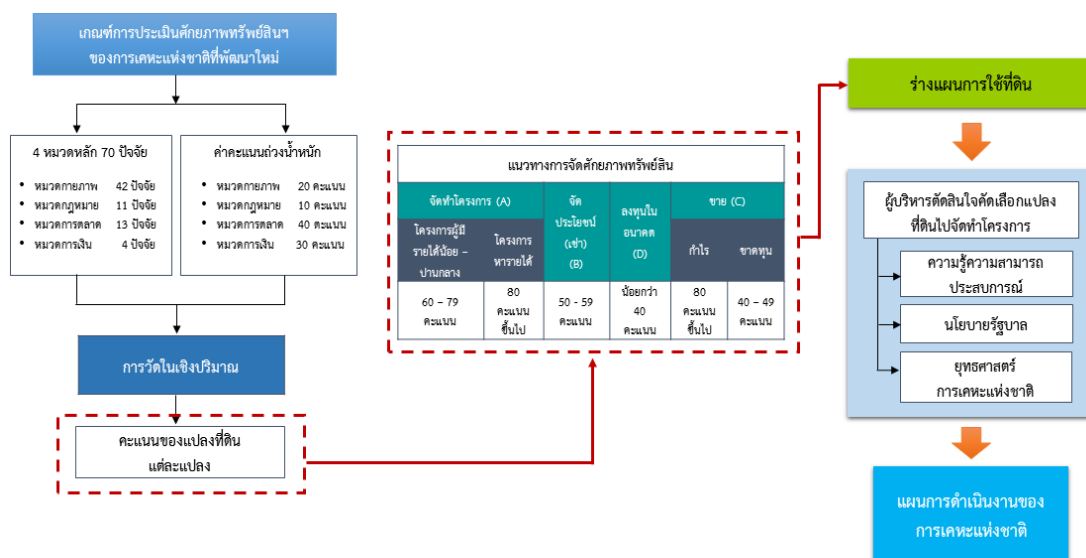 เกณฑ์การประเมินศักยภาพทรัพย์สินฯ
ของการเคหะแห่งชาติที่พัฒนาใหม่
4 หมวดหลัก 70 ปัจจัย
• หมวดกายภาพ 42 ปัจจัย
• หมวดกฎหมาย 11 ปัจจัย
• หมวดการตลาด 13 ปัจจัย
• หมวดการเงิน 4 ปัจจัย
ค่าคะแนนถ่วงน้ำหนัก
• หมวดกายภาพ 20 คะแนน
• หมวดกฎหมาย 10 คะแนน
• หมวดการตลาด 40 คะแนน
• หมวดการเงิน 30 คะแนน
การวัดในเชิงปริมาณ
คะแนนของแปลงที่ดิน
แต่ละแปลง
แนวทางการจัดศักยภาพทรัพย์สิน
จัดทำโครงการ (A)
โครงการผู้มี
รายได้น้อย –
ปานกลาง
60 – 79
คะแนน
โครงการ
หารายได้
80
คะแนน
ขึ้นไป
จัด
ประโยชน์
(เช่า)
(B)
50 - 59
คะแนน
ลงทุนใน
อนาคต
(D)
น้อยกว่า
40
คะแนน
ขาย (C)
กำไร
80
คะแนน
ขึ้นไป
ขาดทุน
40 – 49
คะแนน
ร่างแผนการใช้ที่ดิน
ผู้บริหารตัดสินใจคัดเลือกแปลง
ที่ดินไปจัดทำโครงการ
ความรู้ความสามารถ
ประสบการณ์
นโยบายรัฐบาล
ยุทธศาสตร์
การเคหะแห่งชาติ
แผนการดำเนินงานของ
การเคหะแห่งชาติ